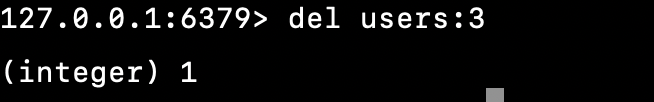 127.0.0.1:6379> del users:3
(integer) 1